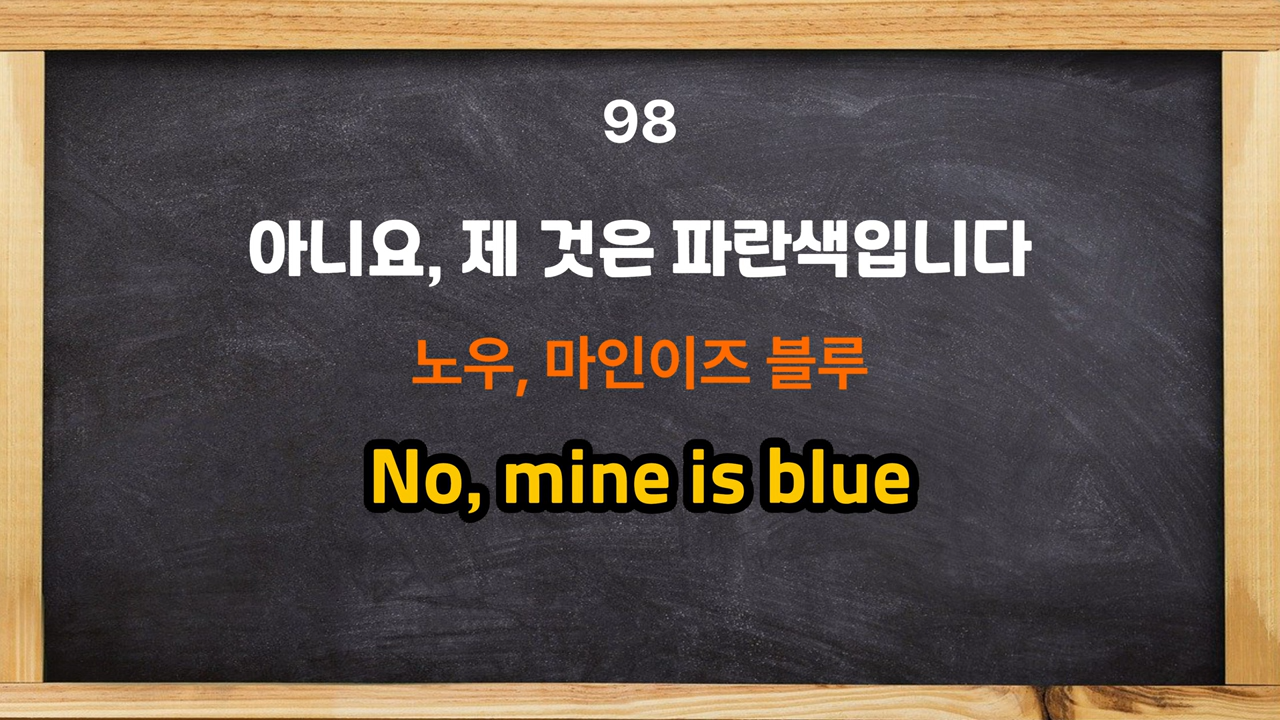 98
아니요, 제 것은 파란색입니다
노우, 마인이즈 블루
No, mine is blue